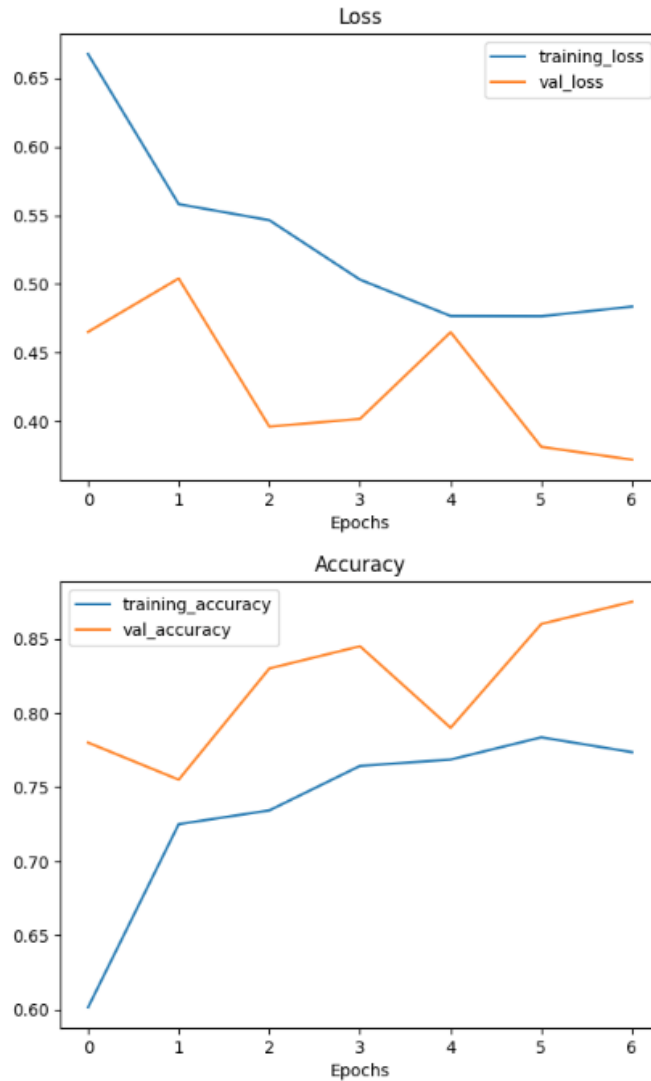 Loss
training_loss
val_loss
0.65
0.60
0.55
0.50
0.45
0.40
0 1 2 3 4 5 6
Epochs
Accuracy
training_accuracy
val_accuracy
0.85
0.80
0.75
0.70
0.65
0.60
0 1 2 3 4 5 6
Epochs